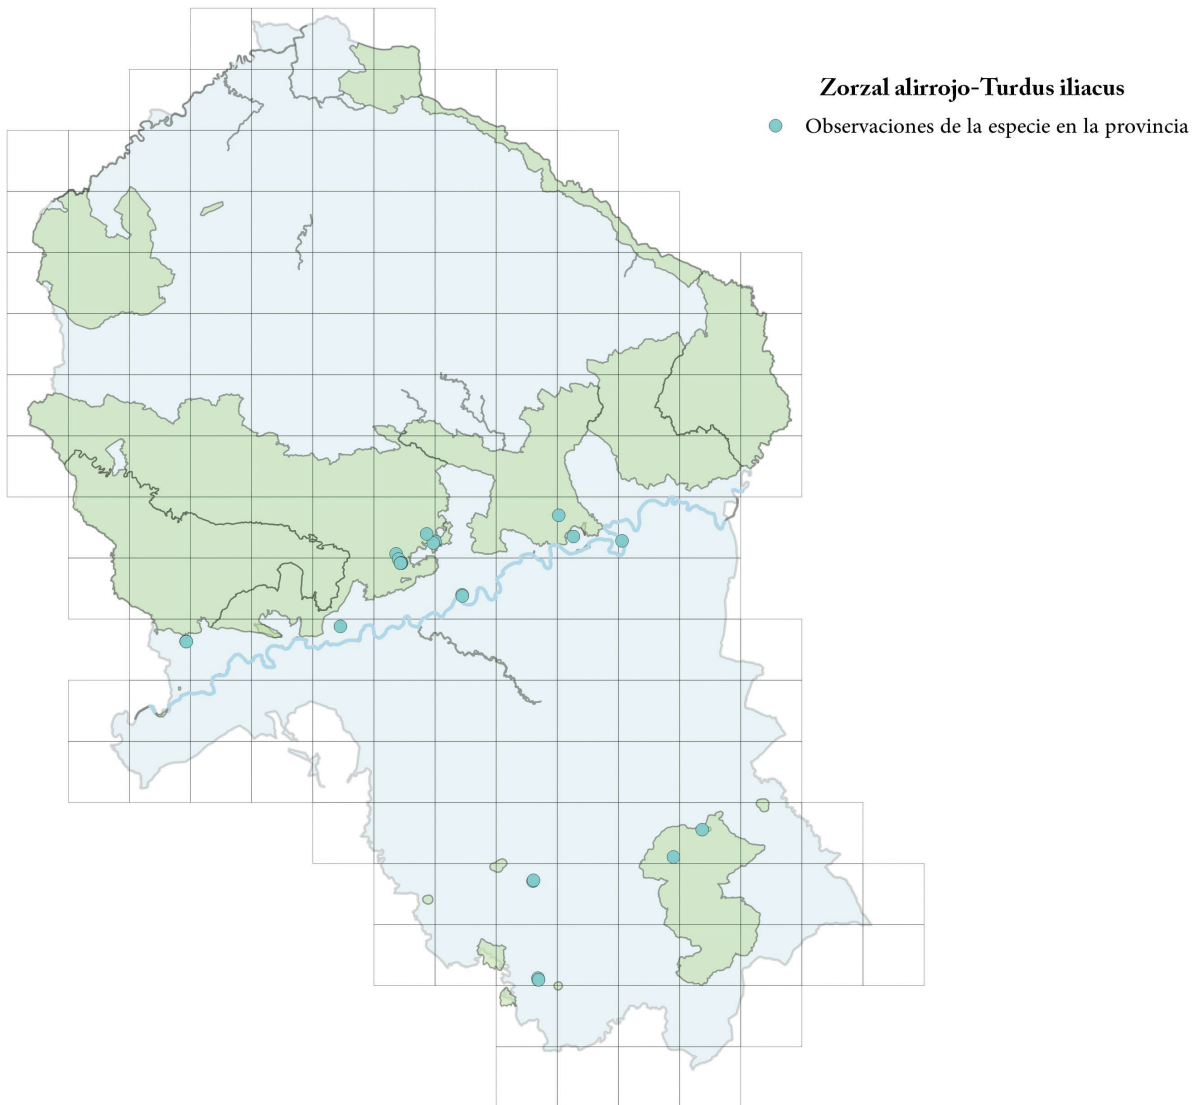 Zorzal alirrojo-Turdus iliacus
Observaciones de la especie en la provincia